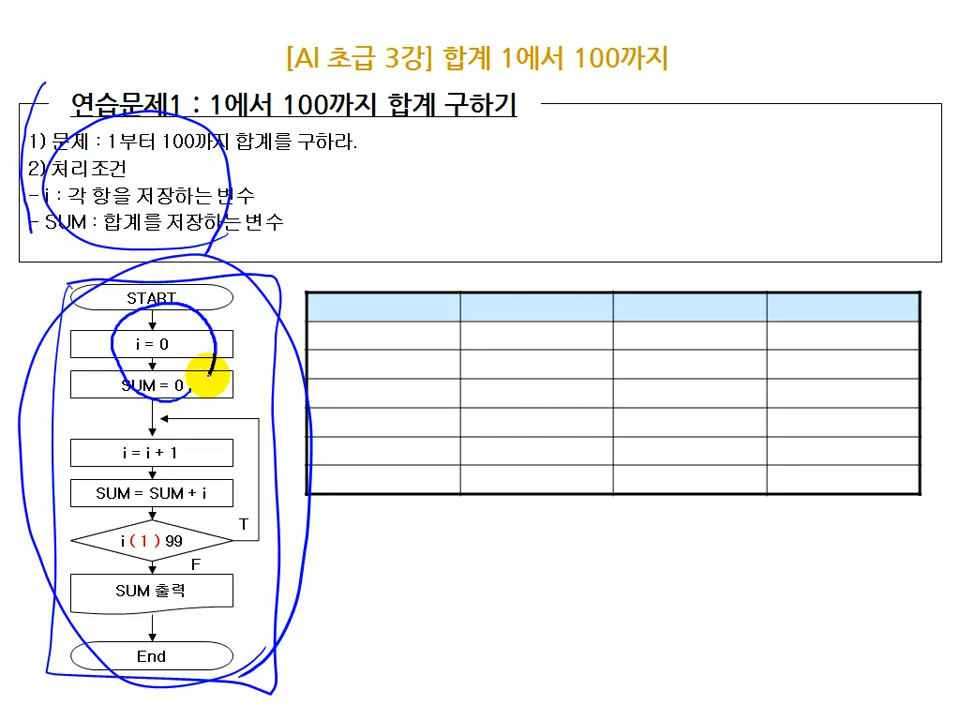 [AI 초급 3강] 합계 1에서 100까지
연습문제1 : 1에서 100까지 합계 구하기
1) 문제 : 1부터 100까지 합계를 구하라.
2) 처리조건
- i : 각 항을 저장하는 변수
- SUM : 합계를 저장하는 변수
START
i = 0
SUM = 0
i = i + 1
SUM = SUM + i
i ( 1 ) 99
T
F
SUM 출력
End